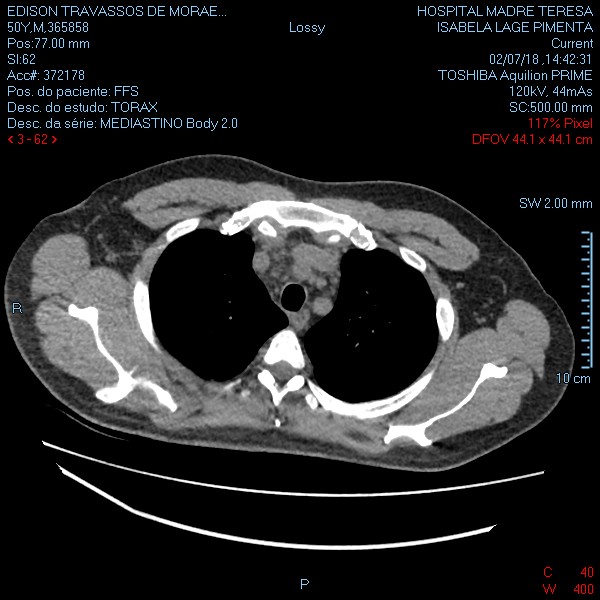 EDISON TRAVASSOS DE MORAE...
50Y,M,365858
Pos:77.00 mm
SI:62
Acc#: 372178
Pos. do paciente: FFS
Desc. do estudo: TORAX
Desc. da série: MEDIASTINO Body 2.0
< 3 - 62 >
Lossy
HOSPITAL MADRE TERESA
ISABELA LAGE PIMENTA
Current
02/07/18 ,14:42:31
TOSHIBA Aquilion PRIME
120kV, 44mAs
SC:500.00 mm
117% Pixel
DFOV 44.1 x 44.1 cm
SW 2.00 mm
R
10 cm
P
C 40
W 400